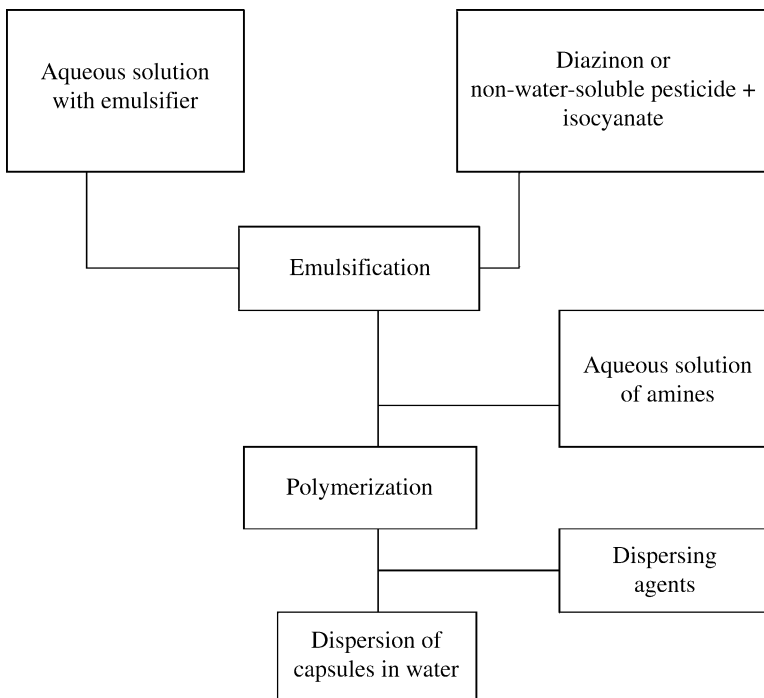 Aqueous solution
with emulsifier
Diazinon or
non-water-soluble pesticide +
isocyanate
Emulsification
Aqueous solution
of amines
Polymerization
Dispersing
agents
Dispersion of
capsules in water